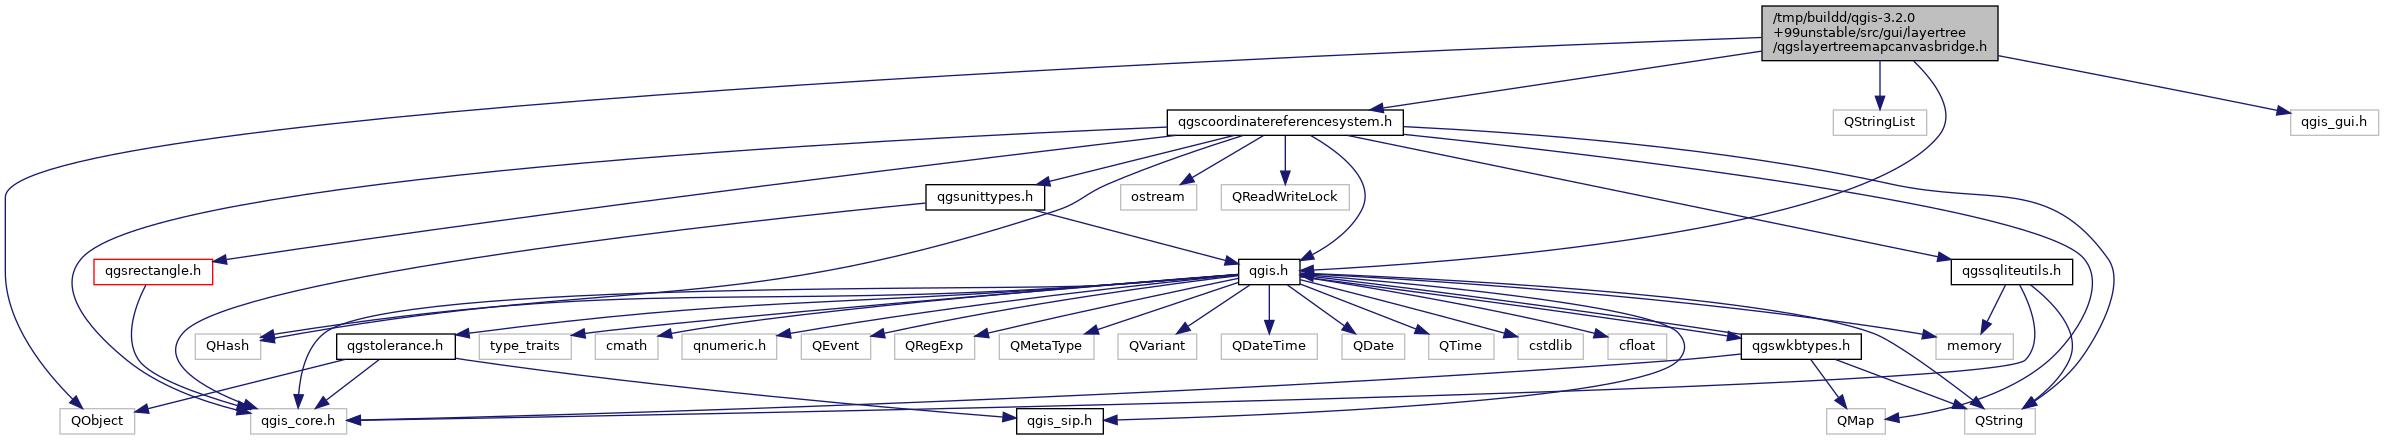 /tmp/buildd/qgis-3.2.0
+99unstable/src/gui/layertree
/qgslayertreemapcanvasbridge.h
qgscoordinatereferencesystem.h
QStringList
qgis_gui.h
qgsunittypes.h
ostream
QReadWriteLock
qgsrectangle.h
qgis.h
qgssqliteutils.h
QHash
qgstolerance.h
type_traits
cmath
qnumeric.h
QEvent
QRegExp
QMetaType
QVariant
QDateTime
QDate
QTime
cstdlib
cfloat
qgswkbtypes.h
memory
QObject
qgis_core.h
qgis_sip.h
QMap
QString